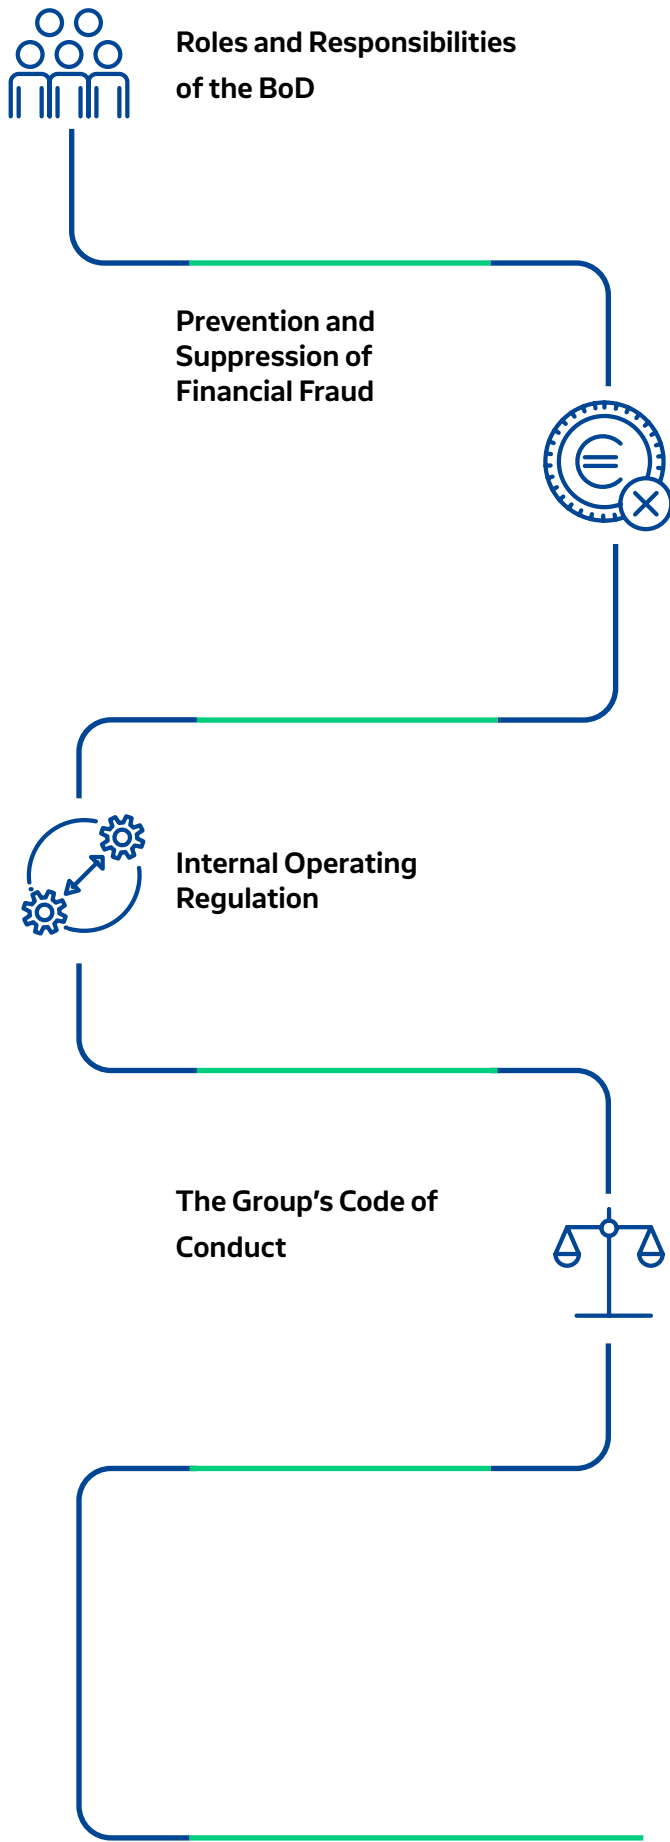 Roles and Responsibilities
of the BoD
Prevention and
Suppression of
Financial Fraud
Internal Operating
Regulation
The Group's Code of
Conduct